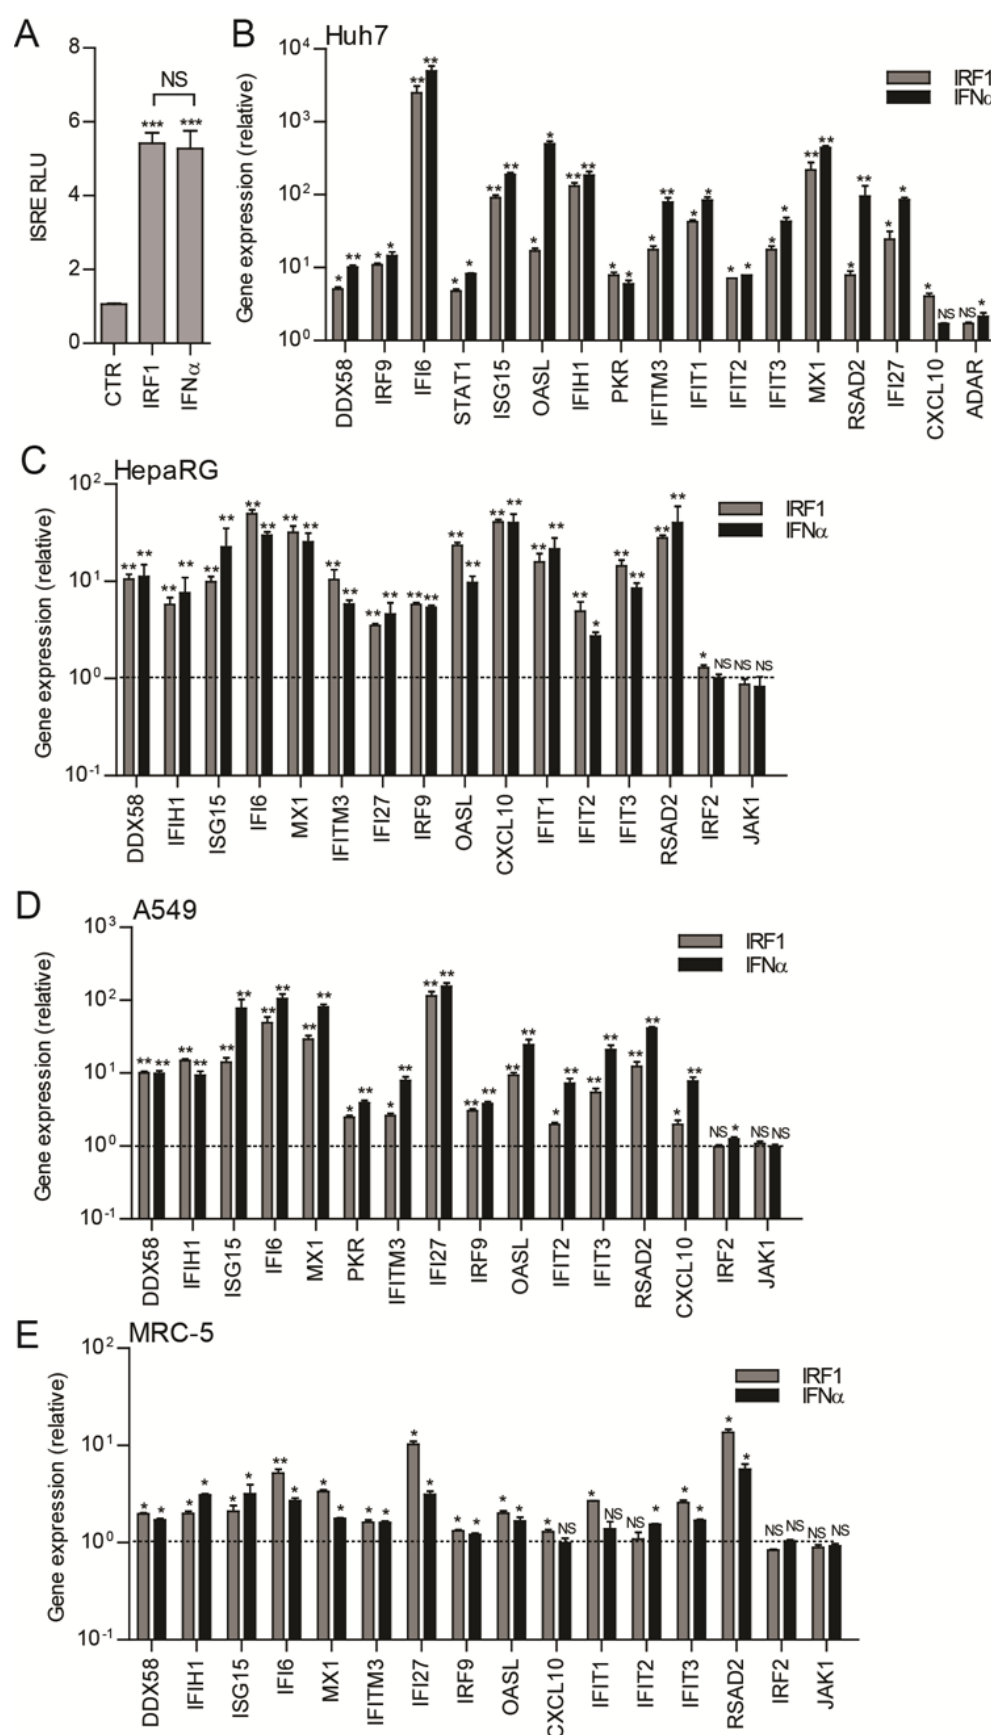 A
8
6
4
2
0
ISRE RLU
NS
***
***
CTR
IRF1
IFNα
B
Huh7
10⁴
10³
10²
10¹
10⁰
Gene expression (relative)
IRF1
IFNα
* ** * * ** ** * * ** ** * * ** ** * * * ** * * * * * * * * ** ** * ** * * * NS NS *
DDX58
IRF9
IFI6
STAT1
ISG15
OASL
IFIH1
PKR
IFITM3
IFIT1
IFIT2
IFIT3
MX1
RSAD2
IFI27
CXCL10
ADAR
C
HepaRG
10²
10¹
10⁰
10⁻¹
Gene expression (relative)
IRF1
IFNα
** ** ** ** ** ** ** ** ** ** ** ** ** ** ** ** ** ** ** ** ** ** ** * ** ** ** ** * NS NS NS
DDX58
IFIH1
ISG15
IFI6
MX1
IFITM3
IFI27
IRF9
OASL
CXCL10
IFIT1
IFIT2
IFIT3
RSAD2
IRF2
JAK1
D
A549
10³
10²
10¹
10⁰
10⁻¹
Gene expression (relative)
IRF1
IFNα
** ** ** ** ** ** ** ** ** ** * ** * ** ** ** ** ** ** ** * ** ** ** ** ** * ** NS * NS NS
DDX58
IFIH1
ISG15
IFI6
MX1
PKR
IFITM3
IFI27
IRF9
OASL
IFIT2
IFIT3
RSAD2
CXCL10
IRF2
JAK1
E
MRC-5
10²
10¹
10⁰
10⁻¹
Gene expression (relative)
IRF1
IFNα
* * * * * * ** * * * * * * * * * * * * NS * NS NS * * * * * NS NS NS NS
DDX58
IFIH1
ISG15
IFI6
MX1
IFITM3
IFI27
IRF9
OASL
CXCL10
IFIT1
IFIT2
IFIT3
RSAD2
IRF2
JAK1